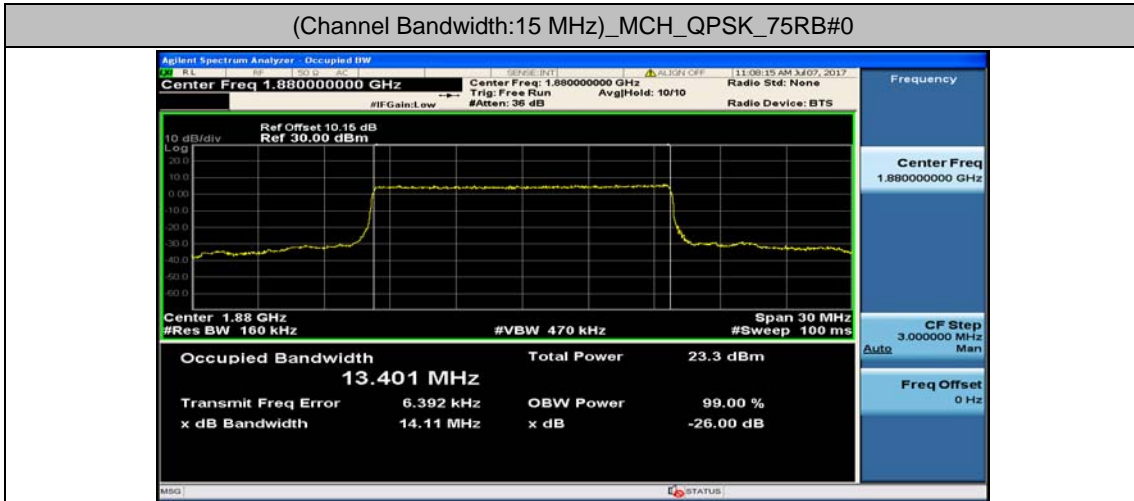 (Channel Bandwidth:15 MHz)_MCH_QPSK_75RB#0
Agilent Spectrum Analyzer - Occupied BW
RL RF 50 Ω AC SENSE:INT ALIGN OFF 11:08:15 AM Jul 07, 2017
Center Freq 1.880000000 GHz
Center Freq: 1.880000000 GHz
Radio Std: None
Trig: Free Run Avg|Hold: 10/10
#IFGain:Low #Atten: 36 dB Radio Device: BTS
Frequency
Ref Offset 10.15 dB
10 dB/div Ref 30.00 dBm
Log
20.0
10.0
0.00
-10.0
-20.0
-30.0
-40.0
-50.0
-60.0
Center Freq
1.880000000 GHz
Center 1.88 GHz Span 30 MHz
#Res BW 160 kHz #VBW 470 kHz #Sweep 100 ms
CF Step
3.000000 MHz
Auto Man
Occupied Bandwidth Total Power 23.3 dBm
13.401 MHz
Transmit Freq Error 6.392 kHz OBW Power 99.00 %
x dB Bandwidth 14.11 MHz x dB -26.00 dB
Freq Offset
0 Hz
MSG STATUS